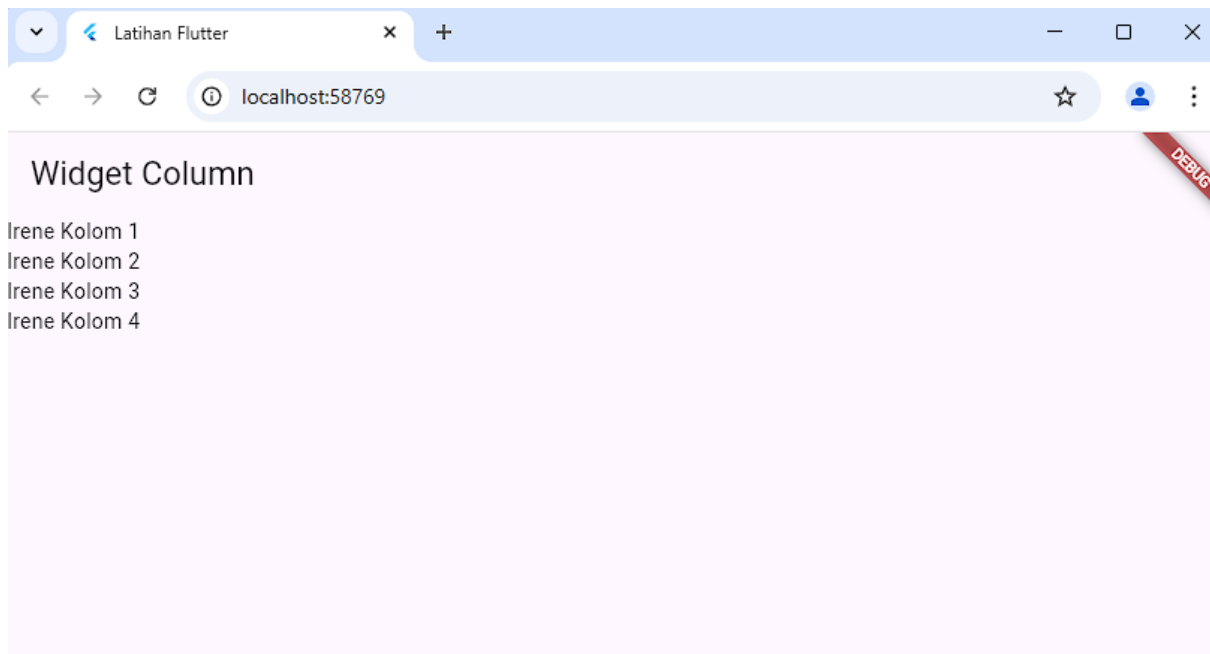 Latihan Flutter
localhost:58769
DEBUG
Widget Column
Irene Kolom 1
Irene Kolom 2
Irene Kolom 3
Irene Kolom 4